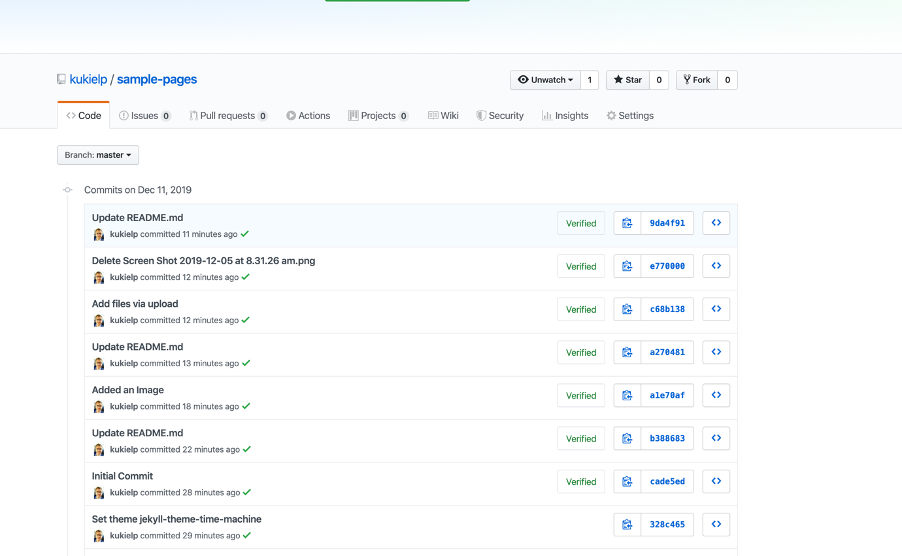 kukielp / sample-pages
Unwatch 1 Star 0 Fork 0
Code Issues 0 Pull requests 0 Actions Projects 0 Wiki Security Insights Settings
Branch: master
Commits on Dec 11, 2019
Update README.md
kukielp committed 11 minutes ago
Verified 9da4f91
Delete Screen Shot 2019-12-05 at 8.31.26 am.png
kukielp committed 12 minutes ago
Verified e770000
Add files via upload
kukielp committed 12 minutes ago
Verified c68b138
Update README.md
kukielp committed 13 minutes ago
Verified a270481
Added an Image
kukielp committed 18 minutes ago
Verified a1e70af
Update README.md
kukielp committed 22 minutes ago
Verified b388683
Initial Commit
kukielp committed 28 minutes ago
Verified cade5ed
Set theme jekyll-theme-time-machine
kukielp committed 29 minutes ago
328c465